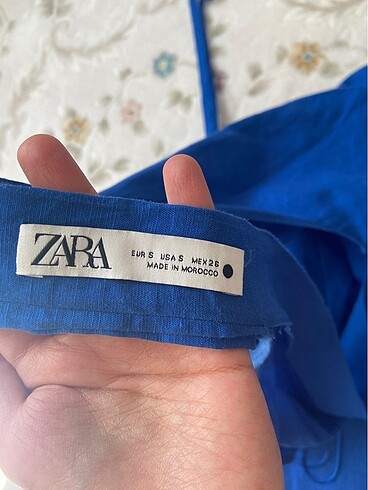 ZARA
EUR S USA S MEX 26
MADE IN MOROCCO